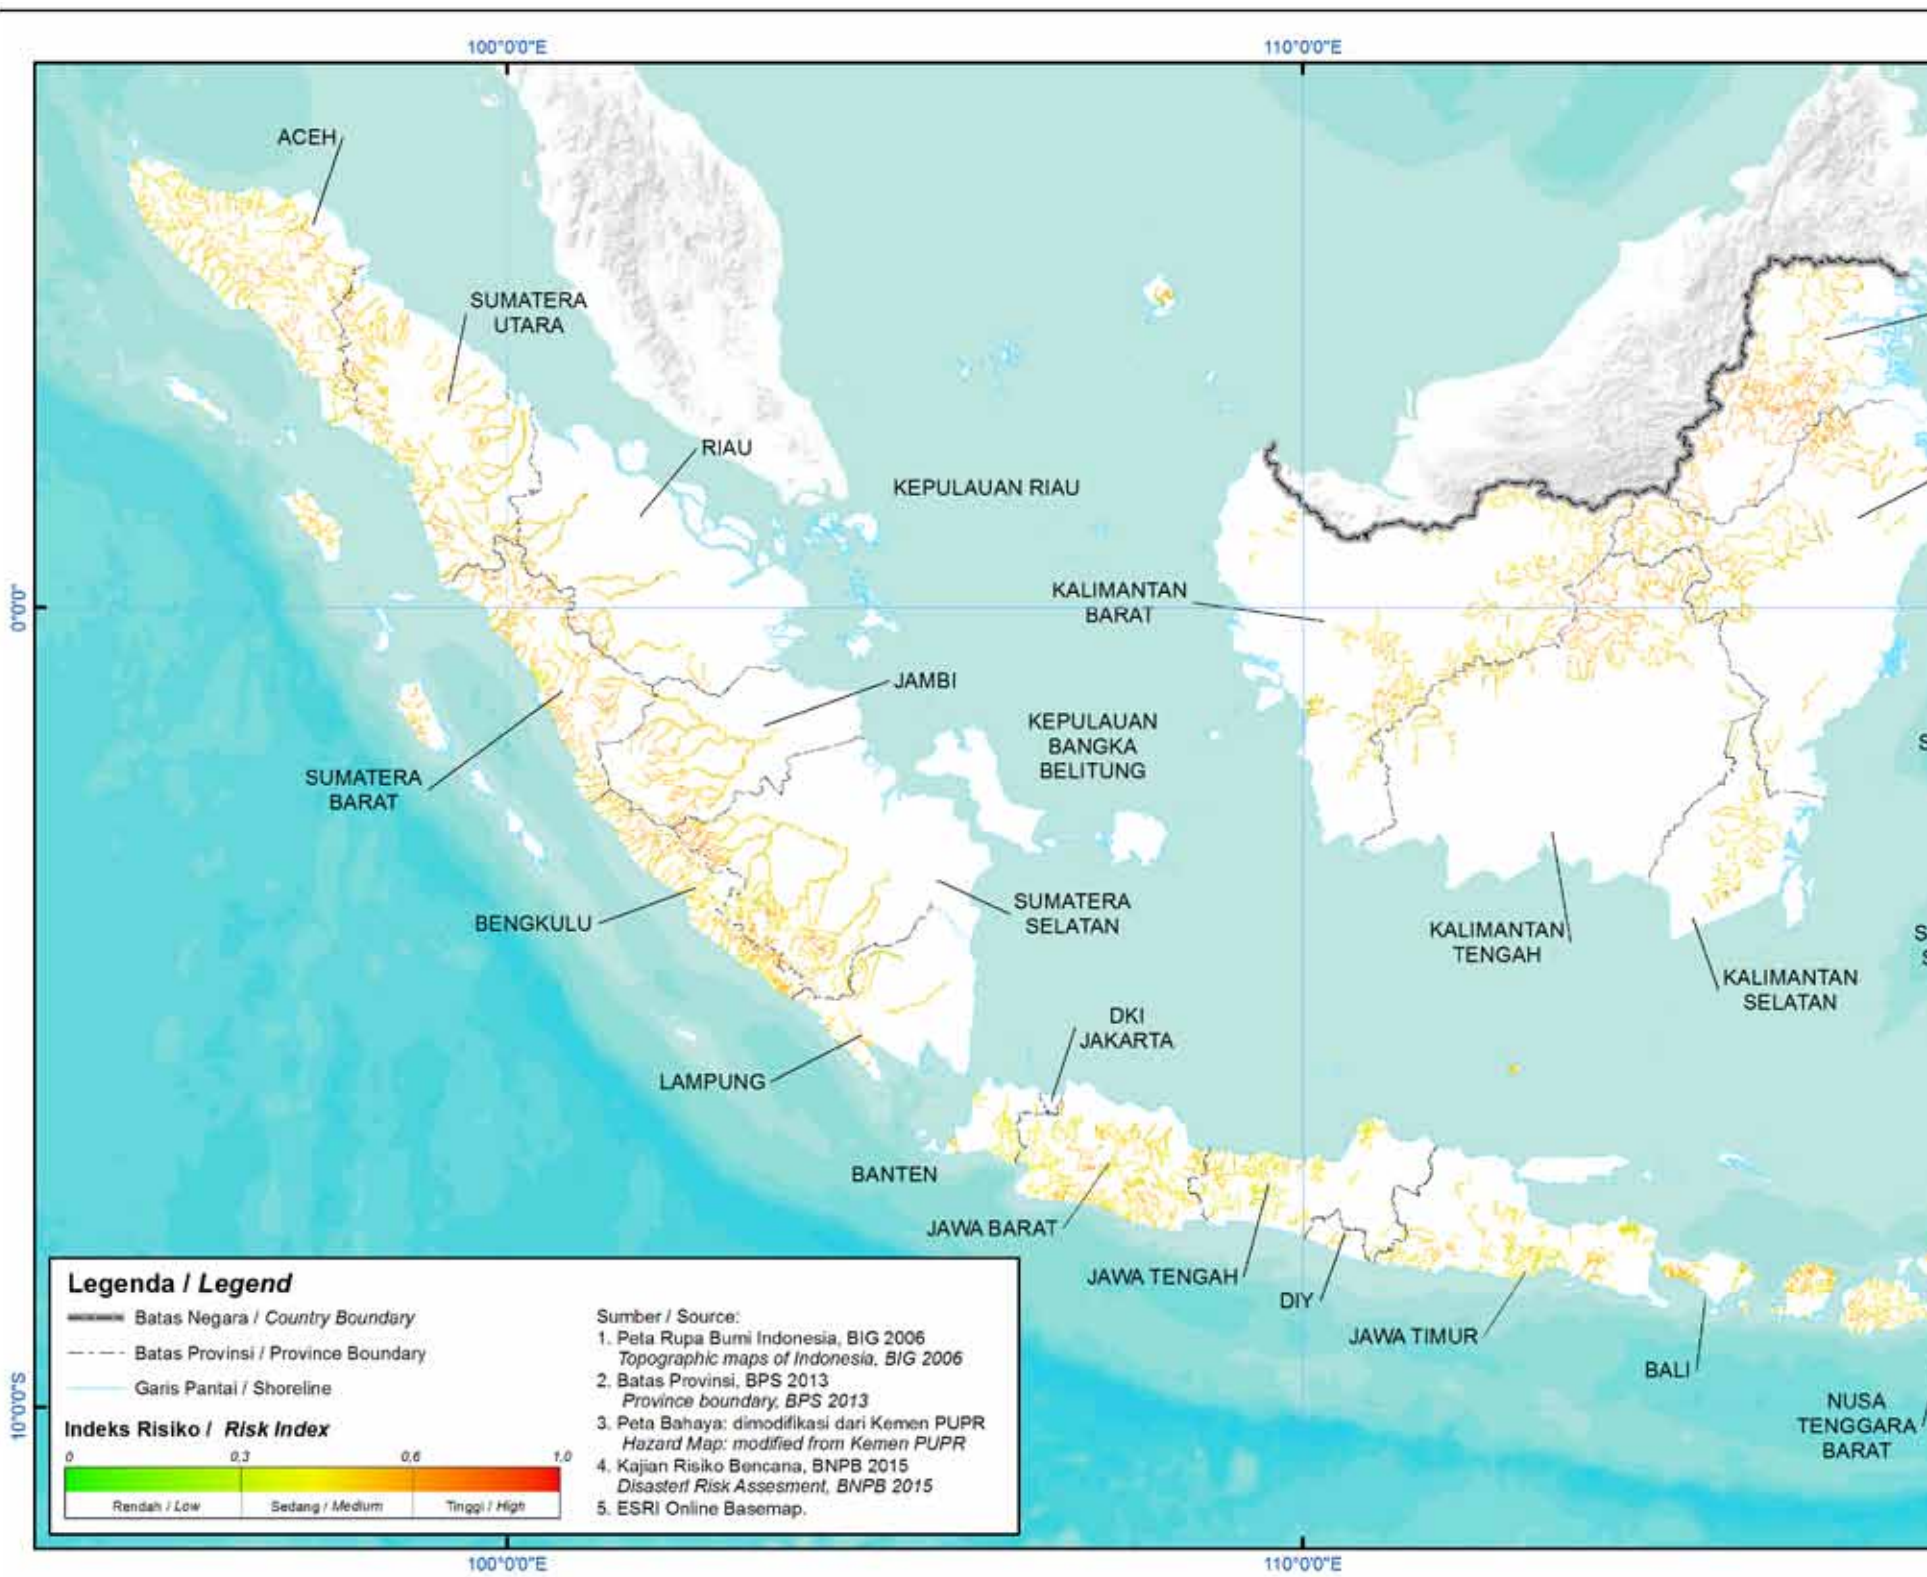 100°0'0"E
110°0'0"E
ACEH
SUMATERA
UTARA
RIAU
KEPULAUAN RIAU
0°0'0"
KALIMANTAN
BARAT
JAMBI
KEPULAUAN
BANGKA
BELITUNG
SUMATERA
BARAT
BENGKULU
SUMATERA
SELATAN
KALIMANTAN
TENGAH
KALIMANTAN
SELATAN
DKI
JAKARTA
LAMPUNG
BANTEN
JAWA BARAT
JAWA TENGAH
DIY
JAWA TIMUR
BALI
NUSA
TENGGARA
BARAT
S
S
S
10°0'0"S
Legenda / Legend
Batas Negara / Country Boundary
Batas Provinsi / Province Boundary
Garis Pantai / Shoreline
Indeks Risiko / Risk Index
0 0,3 0,6 1,0
Rendah / Low Sedang / Medium Tinggi / High
Sumber / Source:
1. Peta Rupa Bumi Indonesia, BIG 2006
Topographic maps of Indonesia, BIG 2006
2. Batas Provinsi, BPS 2013
Province boundary, BPS 2013
3. Peta Bahaya: dimodifikasi dari Kemen PUPR
Hazard Map: modified from Kemen PUPR
4. Kajian Risiko Bencana, BNPB 2015
Disasterf Risk Assesment, BNPB 2015
5. ESRI Online Basemap.
100°0'0"E
110°0'0"E